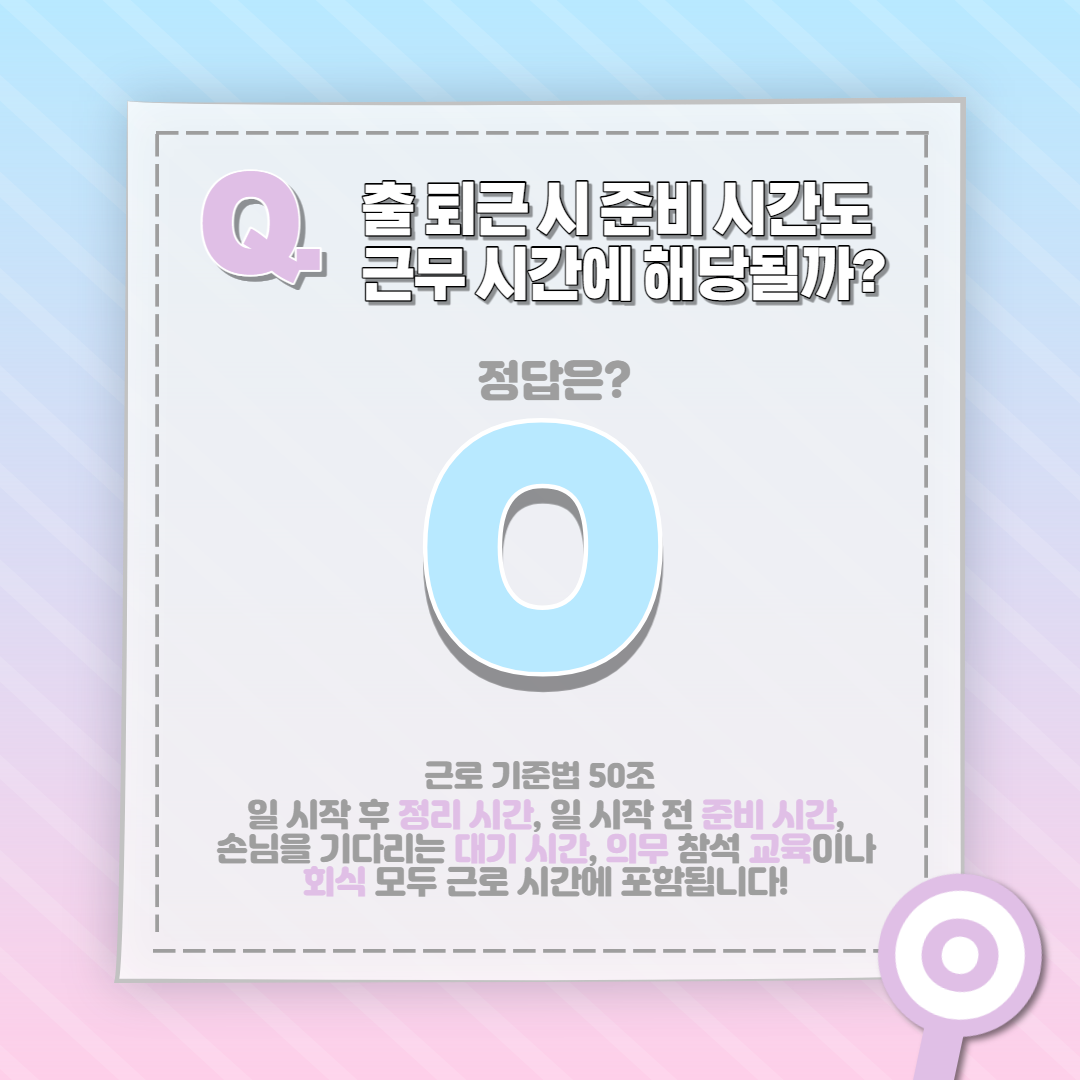 Q
출 퇴근 시 준비 시간도
근무 시간에 해당될까?
정답은?
O
근로 기준법 50조
일 시작 후 정리 시간, 일 시작 전 준비 시간,
손님을 기다리는 대기 시간, 의무 참석 교육이나
회식 모두 근로 시간에 포함됩니다!